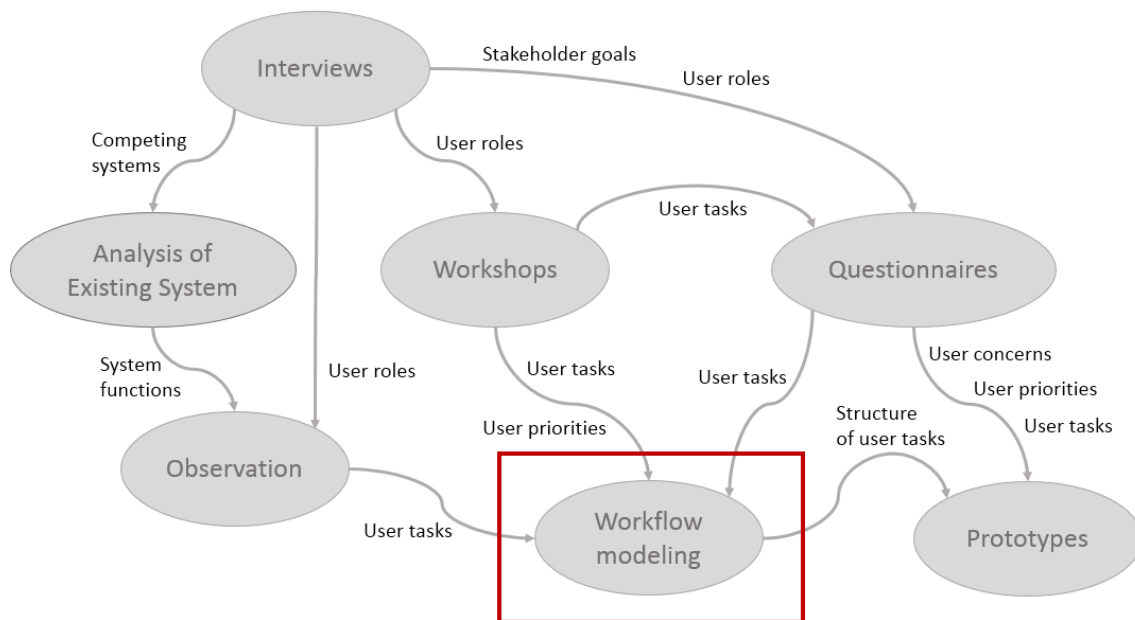 Stakeholder goals
Interviews
User roles
Competing
systems
User roles
User tasks
Analysis of
Existing System
Workshops
Questionnaires
System
functions
User roles
User tasks
User tasks
User concerns
User priorities
User tasks
User priorities
Structure
of user tasks
Observation
User tasks
Workflow
modeling
Prototypes